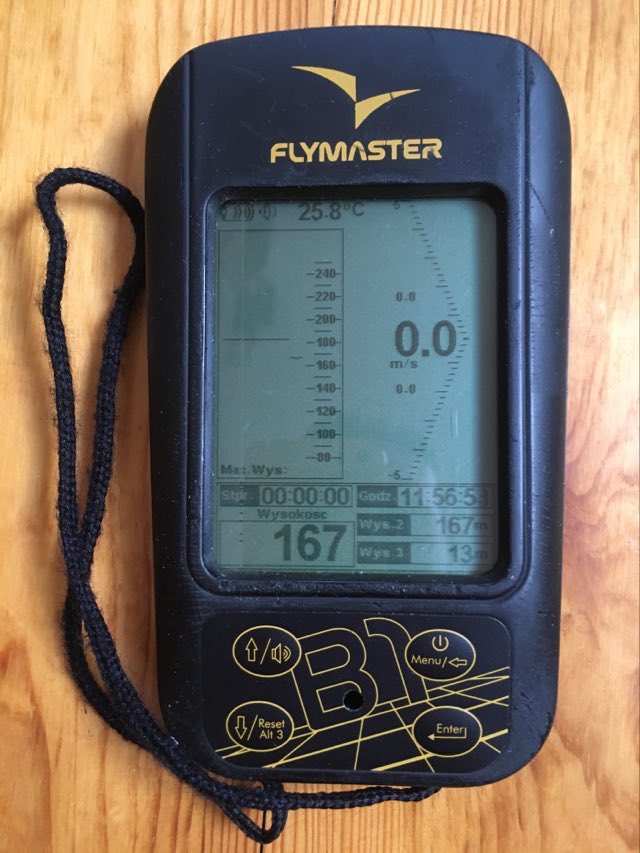 FLYMASTER
25.8°C
5
240
220
200
180
160
140
120
100
80
0.0
0.0
m/s
0.0
-5
Max.Wys:
Stpr. 00:00:00 Godz. 11:56:54
Wysokosc
167
Wys.2 167m
Wys.3 13m
B1
/
Menu/
/Reset
Alt 3
Enter